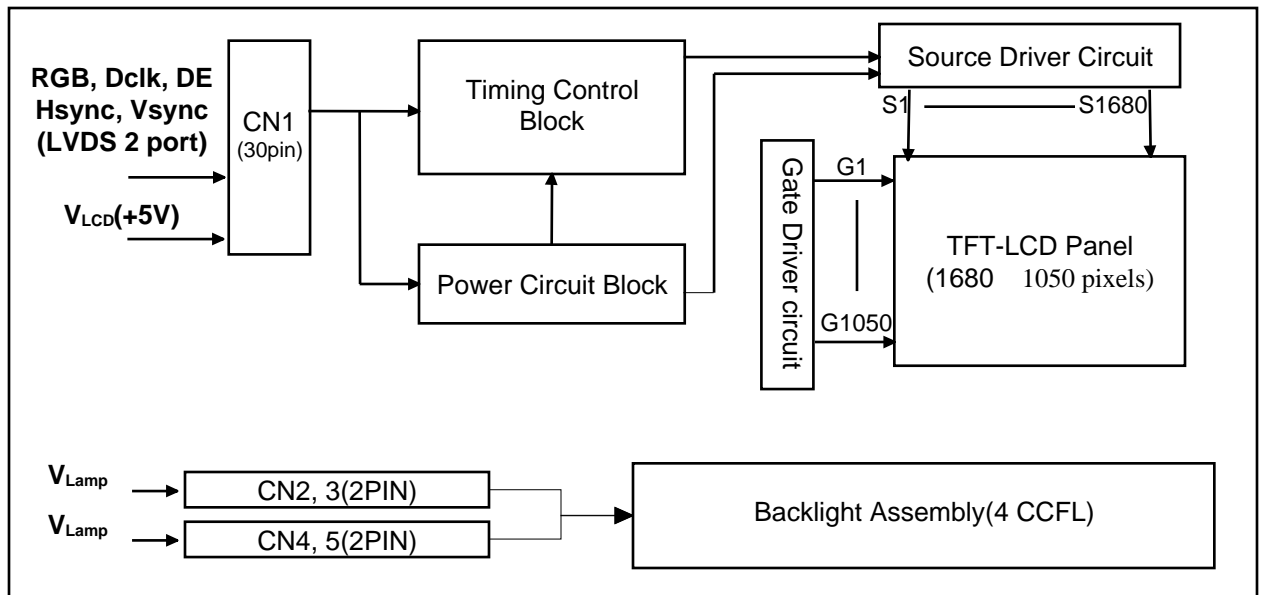 RGB, Dclk, DE
Hsync, Vsync
(LVDS 2 port)
VLCD(+5V)
CN1
(30pin)
Timing Control
Block
Power Circuit Block
Source Driver Circuit
S1
S1680
Gate Driver circuit
G1
G1050
TFT-LCD Panel
(1680 1050 pixels)
VLamp
CN2, 3(2PIN)
VLamp
CN4, 5(2PIN)
Backlight Assembly(4 CCFL)